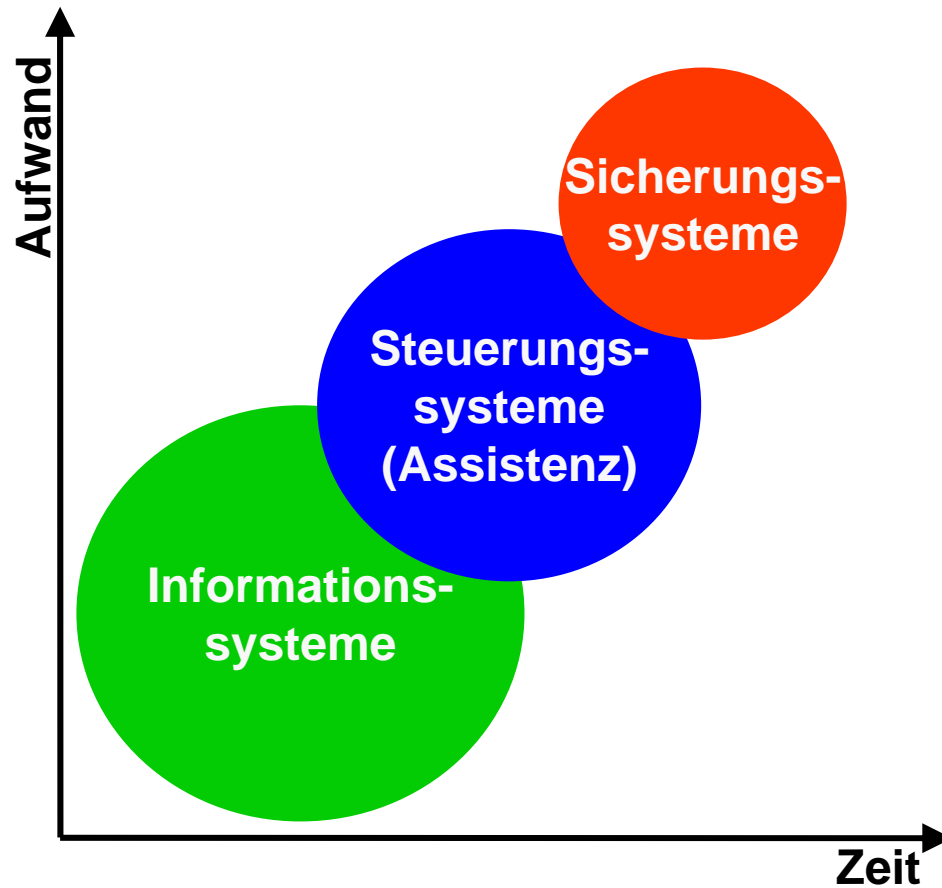 Aufwand
Sicherungs-
systeme
Steuerungs-
systeme
(Assistenz)
Informations-
systeme
Zeit